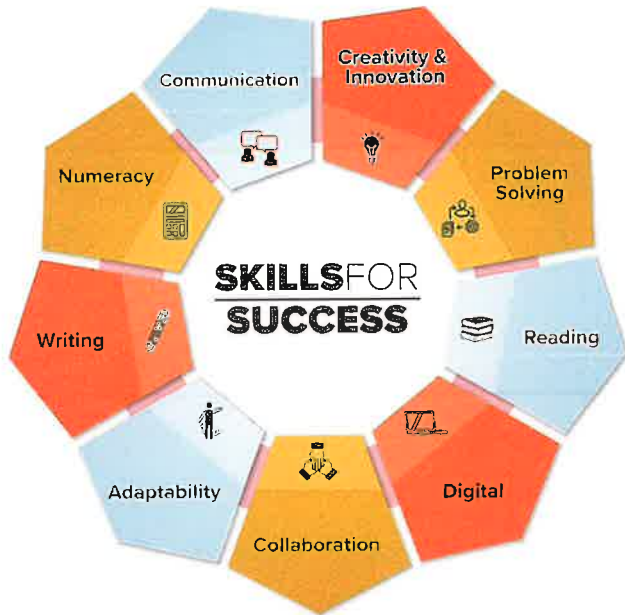 Communication
Creativity &
Innovation
Problem
Solving
Reading
Digital
Collaboration
Adaptability
Writing
Numeracy
SKILLSFOR
SUCCESS